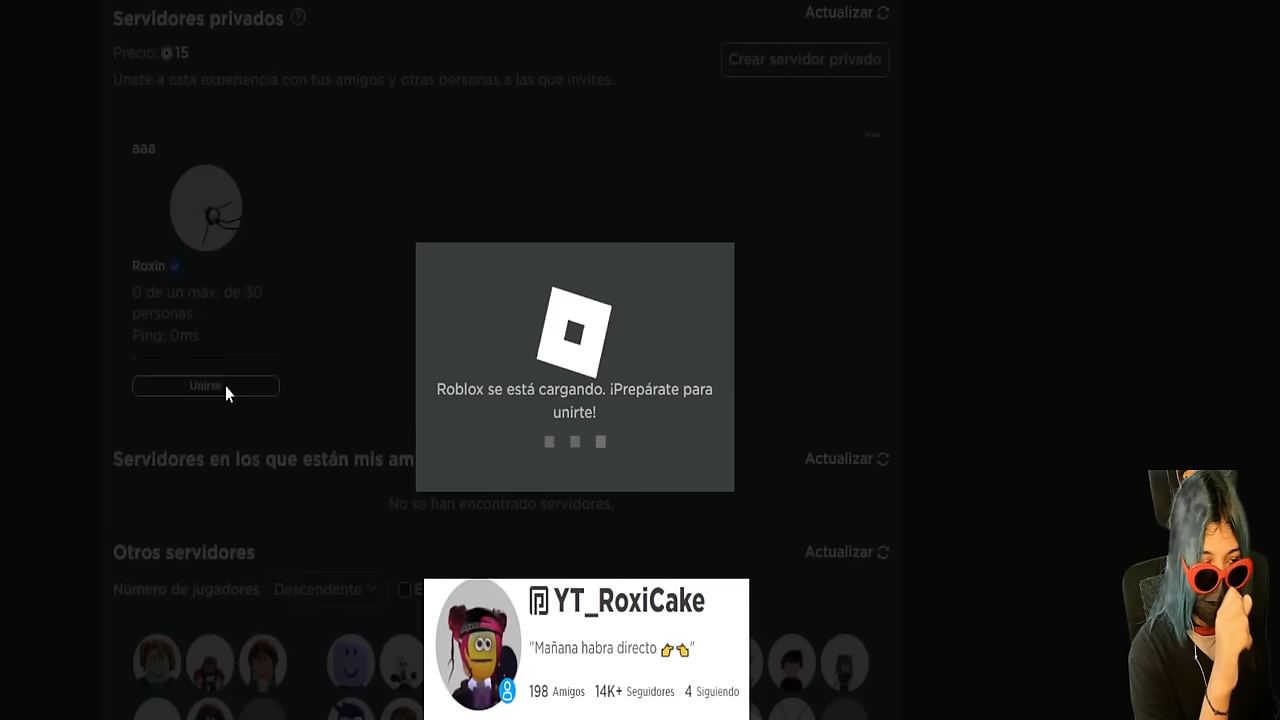 Servidores privados
Actualizar
Precio: 15
Crear servidor privado
Únete a esta experiencia con tus amigos y otras personas a las que invites.
aaa
Roxin
0 de un máx. de 30
personas
Ping: 0ms
Unirse
Roblox se está cargando. ¡Prepárate para
unirte!
Servidores en los que están mis am
Actualizar
No se han encontrado servidores.
Otros servidores
Actualizar
Número de jugadores Descendente E
YT_RoxiCake
"Mañana habra directo 👉👈"
198 Amigos 14K+ Seguidores 4 Siguiendo